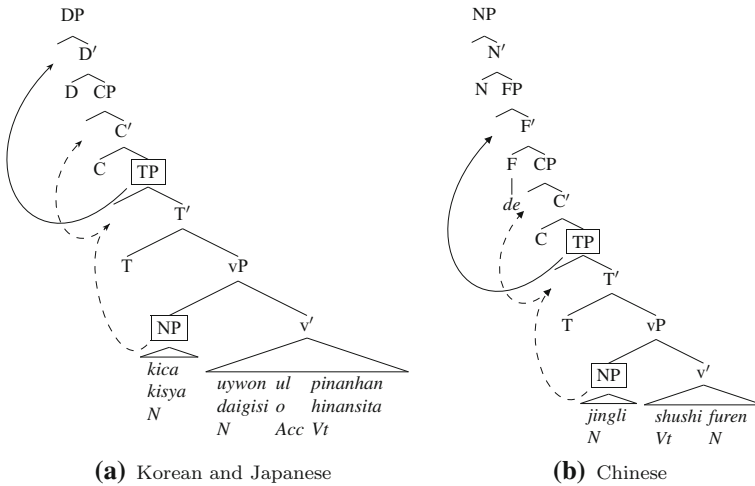 DP
D′
D CP
C′
C TP
T′
T vP
NP v′
kica
kisya
N
uywon ul pinanhan
daigisi o hinansita
N Acc Vt
(a) Korean and Japanese
NP
N′
N FP
F′
F CP
de C′
C TP
T′
T vP
NP v′
jingli
N
shushi furen
Vt N
(b) Chinese